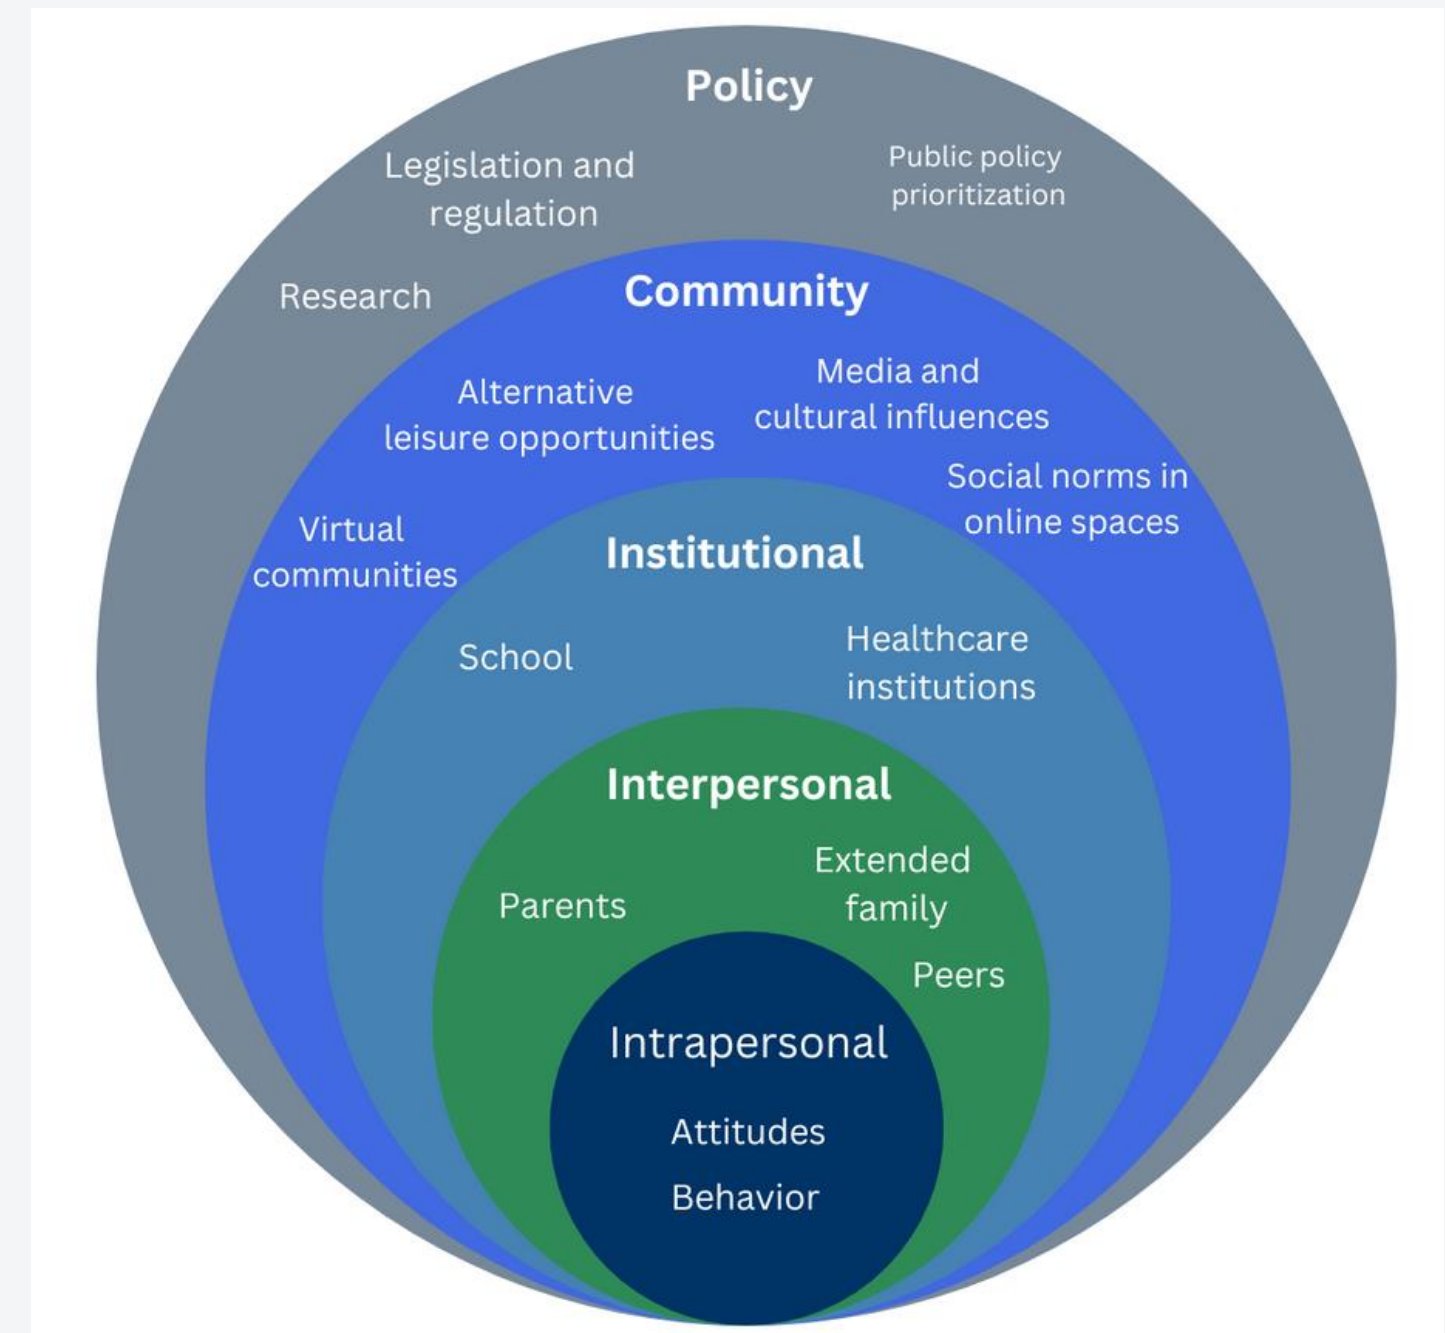 Policy
Legislation and
regulation
Public policy
prioritization
Research
Community
Alternative
leisure opportunities
Media and
cultural influences
Social norms in
online spaces
Virtual
communities
Institutional
School
Healthcare
institutions
Interpersonal
Parents
Extended
family
Peers
Intrapersonal
Attitudes
Behavior